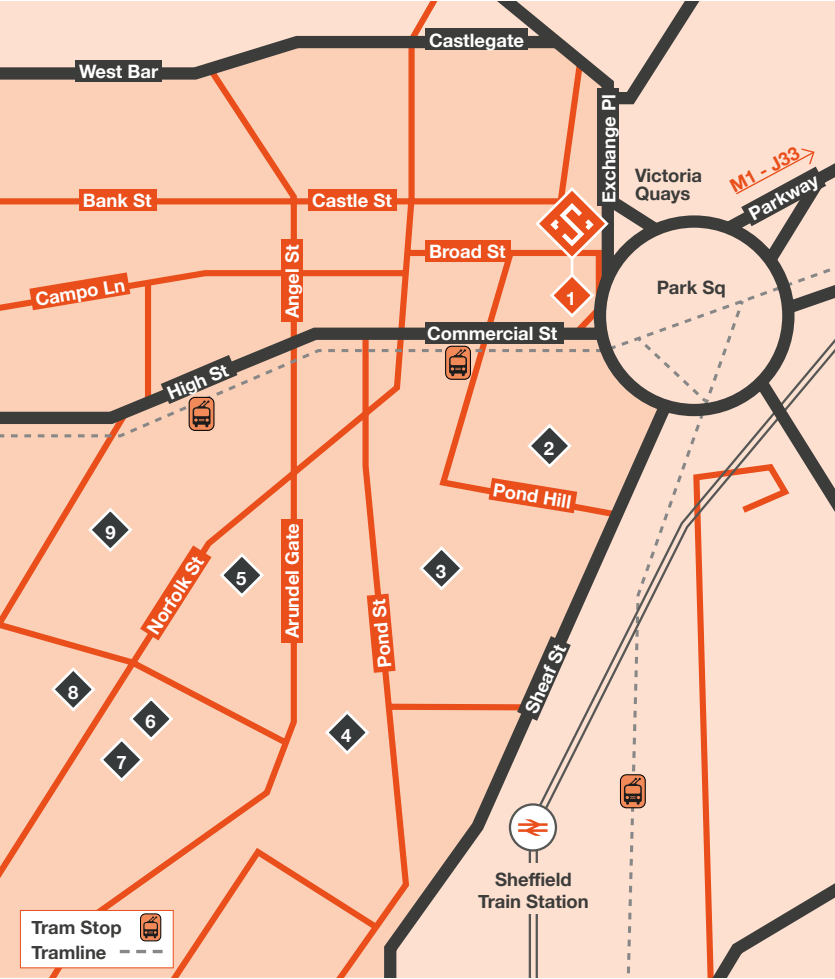 Castlegate
West Bar
Exchange Pl
M1 - J33
Victoria
Quays
Parkway
Bank St
Castle St
S
Broad St
Angel St
Campo Ln
1
Park Sq
Commercial St
High St
2
Pond Hill
9
Norfolk St
5
Arundel Gate
3
Pond St
Sheaf St
8
6
7
4
Sheffield
Train Station
Tram Stop
Tramline